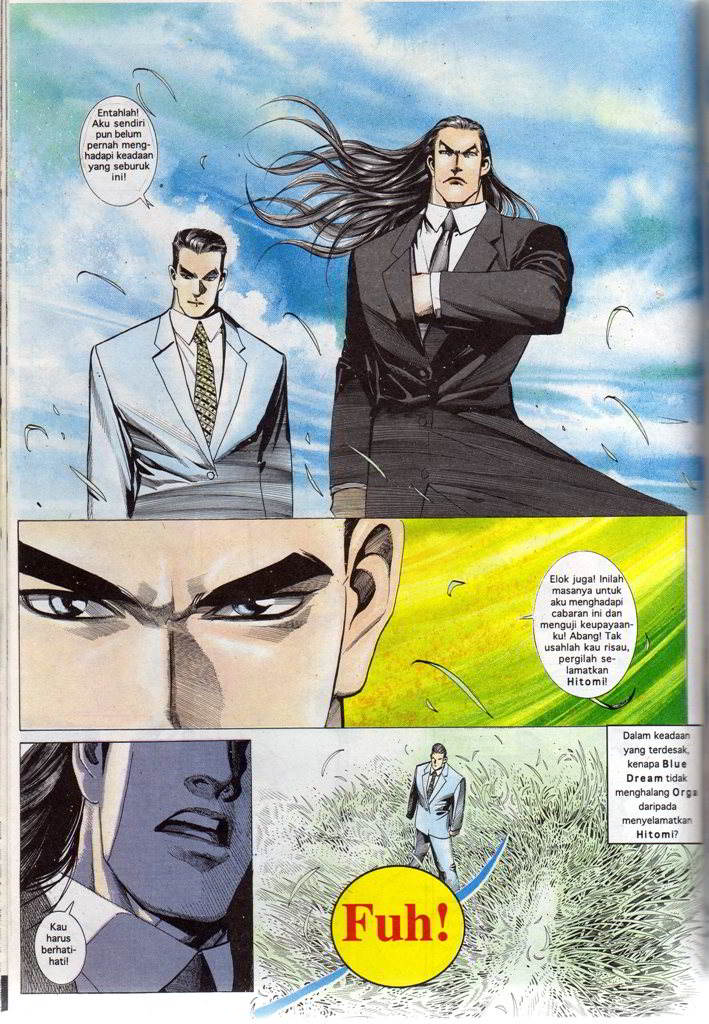 Entahlah!
Aku sendiri
pun belum
pernah meng-
hadapi keadaan
yang seburuk
ini!
Elok juga! Inilah
masanya untuk
aku menghadapi
cabaran ini dan
menguji keupayaan-
ku! Abang! Tak
usahlah kau risau,
pergilah se-
lamatkan
Hitomi!
Kau
harus
berhati-
hati!
Dalam keadaan
yang terdesak,
kenapa Blue
Dream tidak
menghalang Orga
daripada
menyelamatkan
Hitomi?
Fuh!